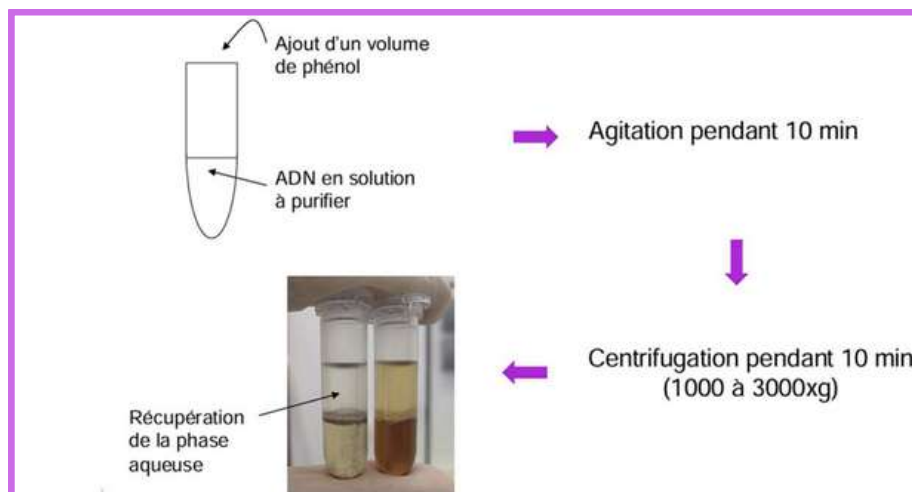 Ajout d'un volume
de phénol
Agitation pendant 10 min
ADN en solution
à purifier
Centrifugation pendant 10 min
(1000 à 3000xg)
Récupération
de la phase
aqueuse